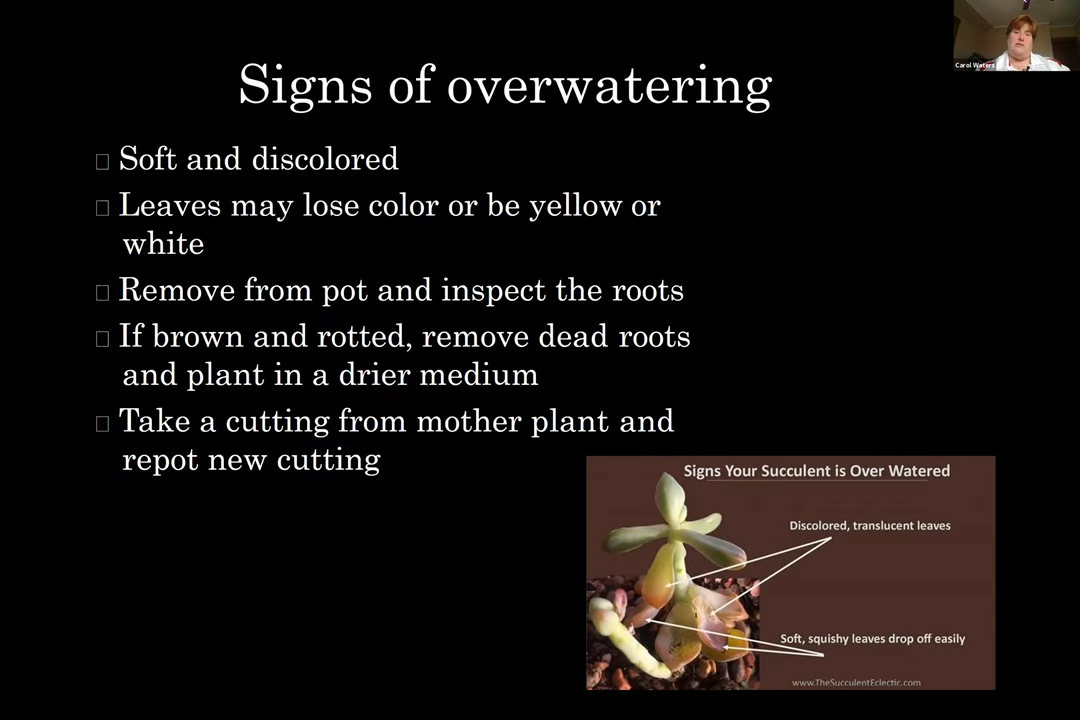 Carol Waters
Signs of overwatering
Soft and discolored
Leaves may lose color or be yellow or
white
Remove from pot and inspect the roots
If brown and rotted, remove dead roots
and plant in a drier medium
Take a cutting from mother plant and
repot new cutting
Signs Your Succulent is Over Watered
Discolored, translucent leaves
Soft, squishy leaves drop off easily
www.TheSucculentEclectic.com